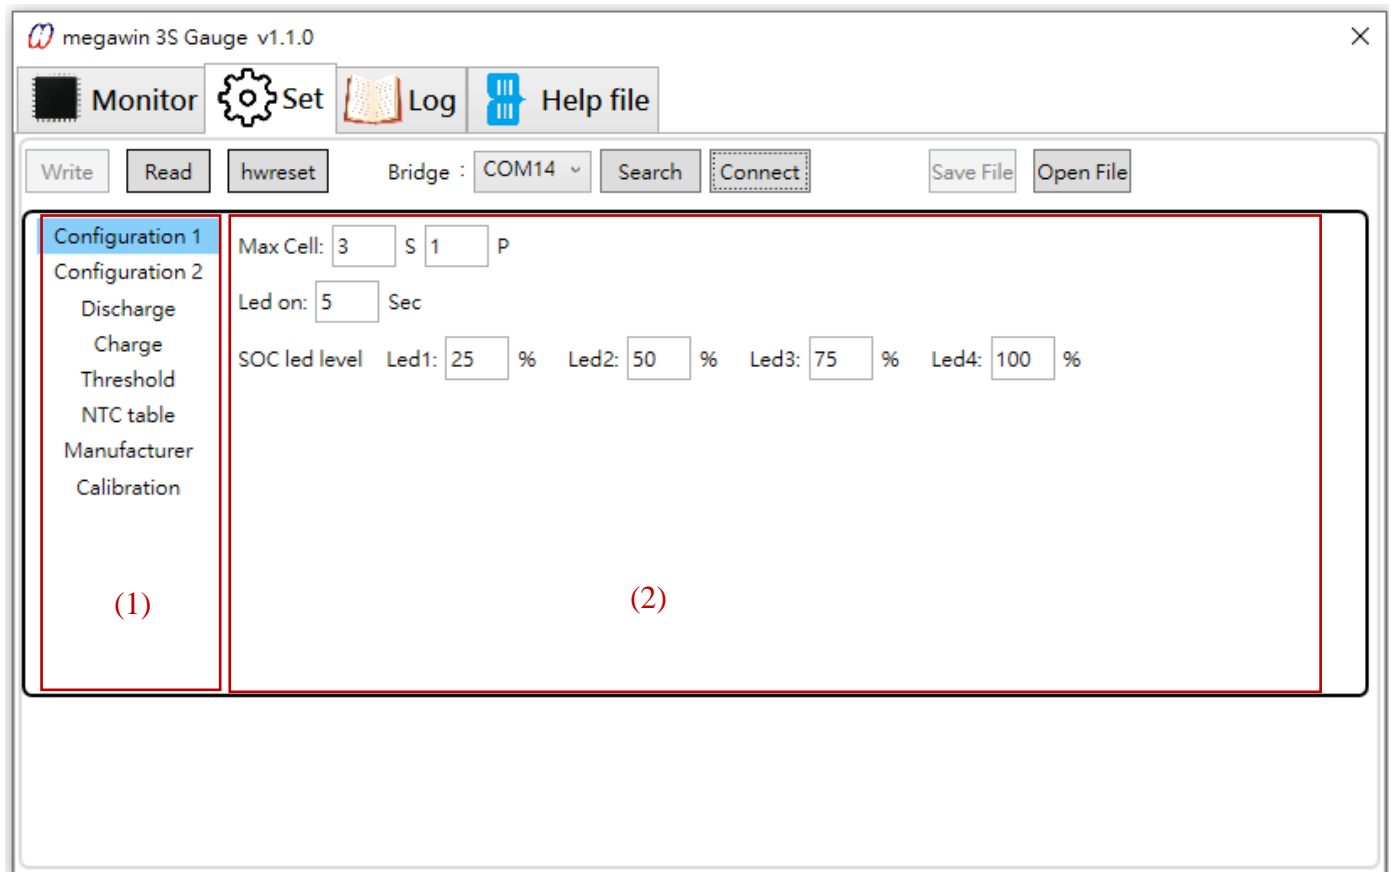 megawin 3S Gauge v1.1.0
Monitor Set Log Help file
Write Read hwreset Bridge : COM14 Search Connect Save File Open File
Configuration 1
Configuration 2
Discharge
Charge
Threshold
NTC table
Manufacturer
Calibration
(1)
Max Cell: 3 S 1 P
Led on: 5 Sec
SOC led level Led1: 25 % Led2: 50 % Led3: 75 % Led4: 100 %
(2)